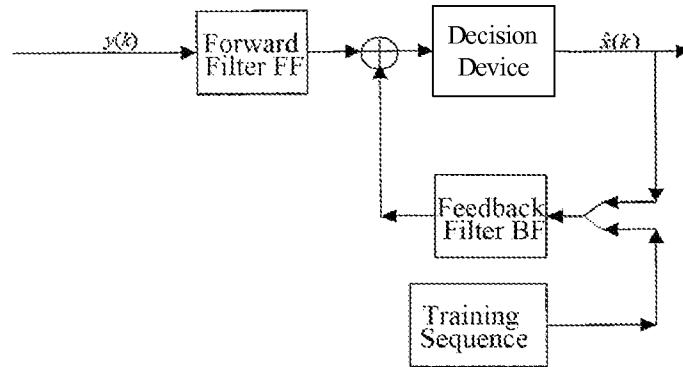 y(k)
Forward
Filter FF
Decision
Device
x̂(k)
Feedback
Filter BF
Training
Sequence